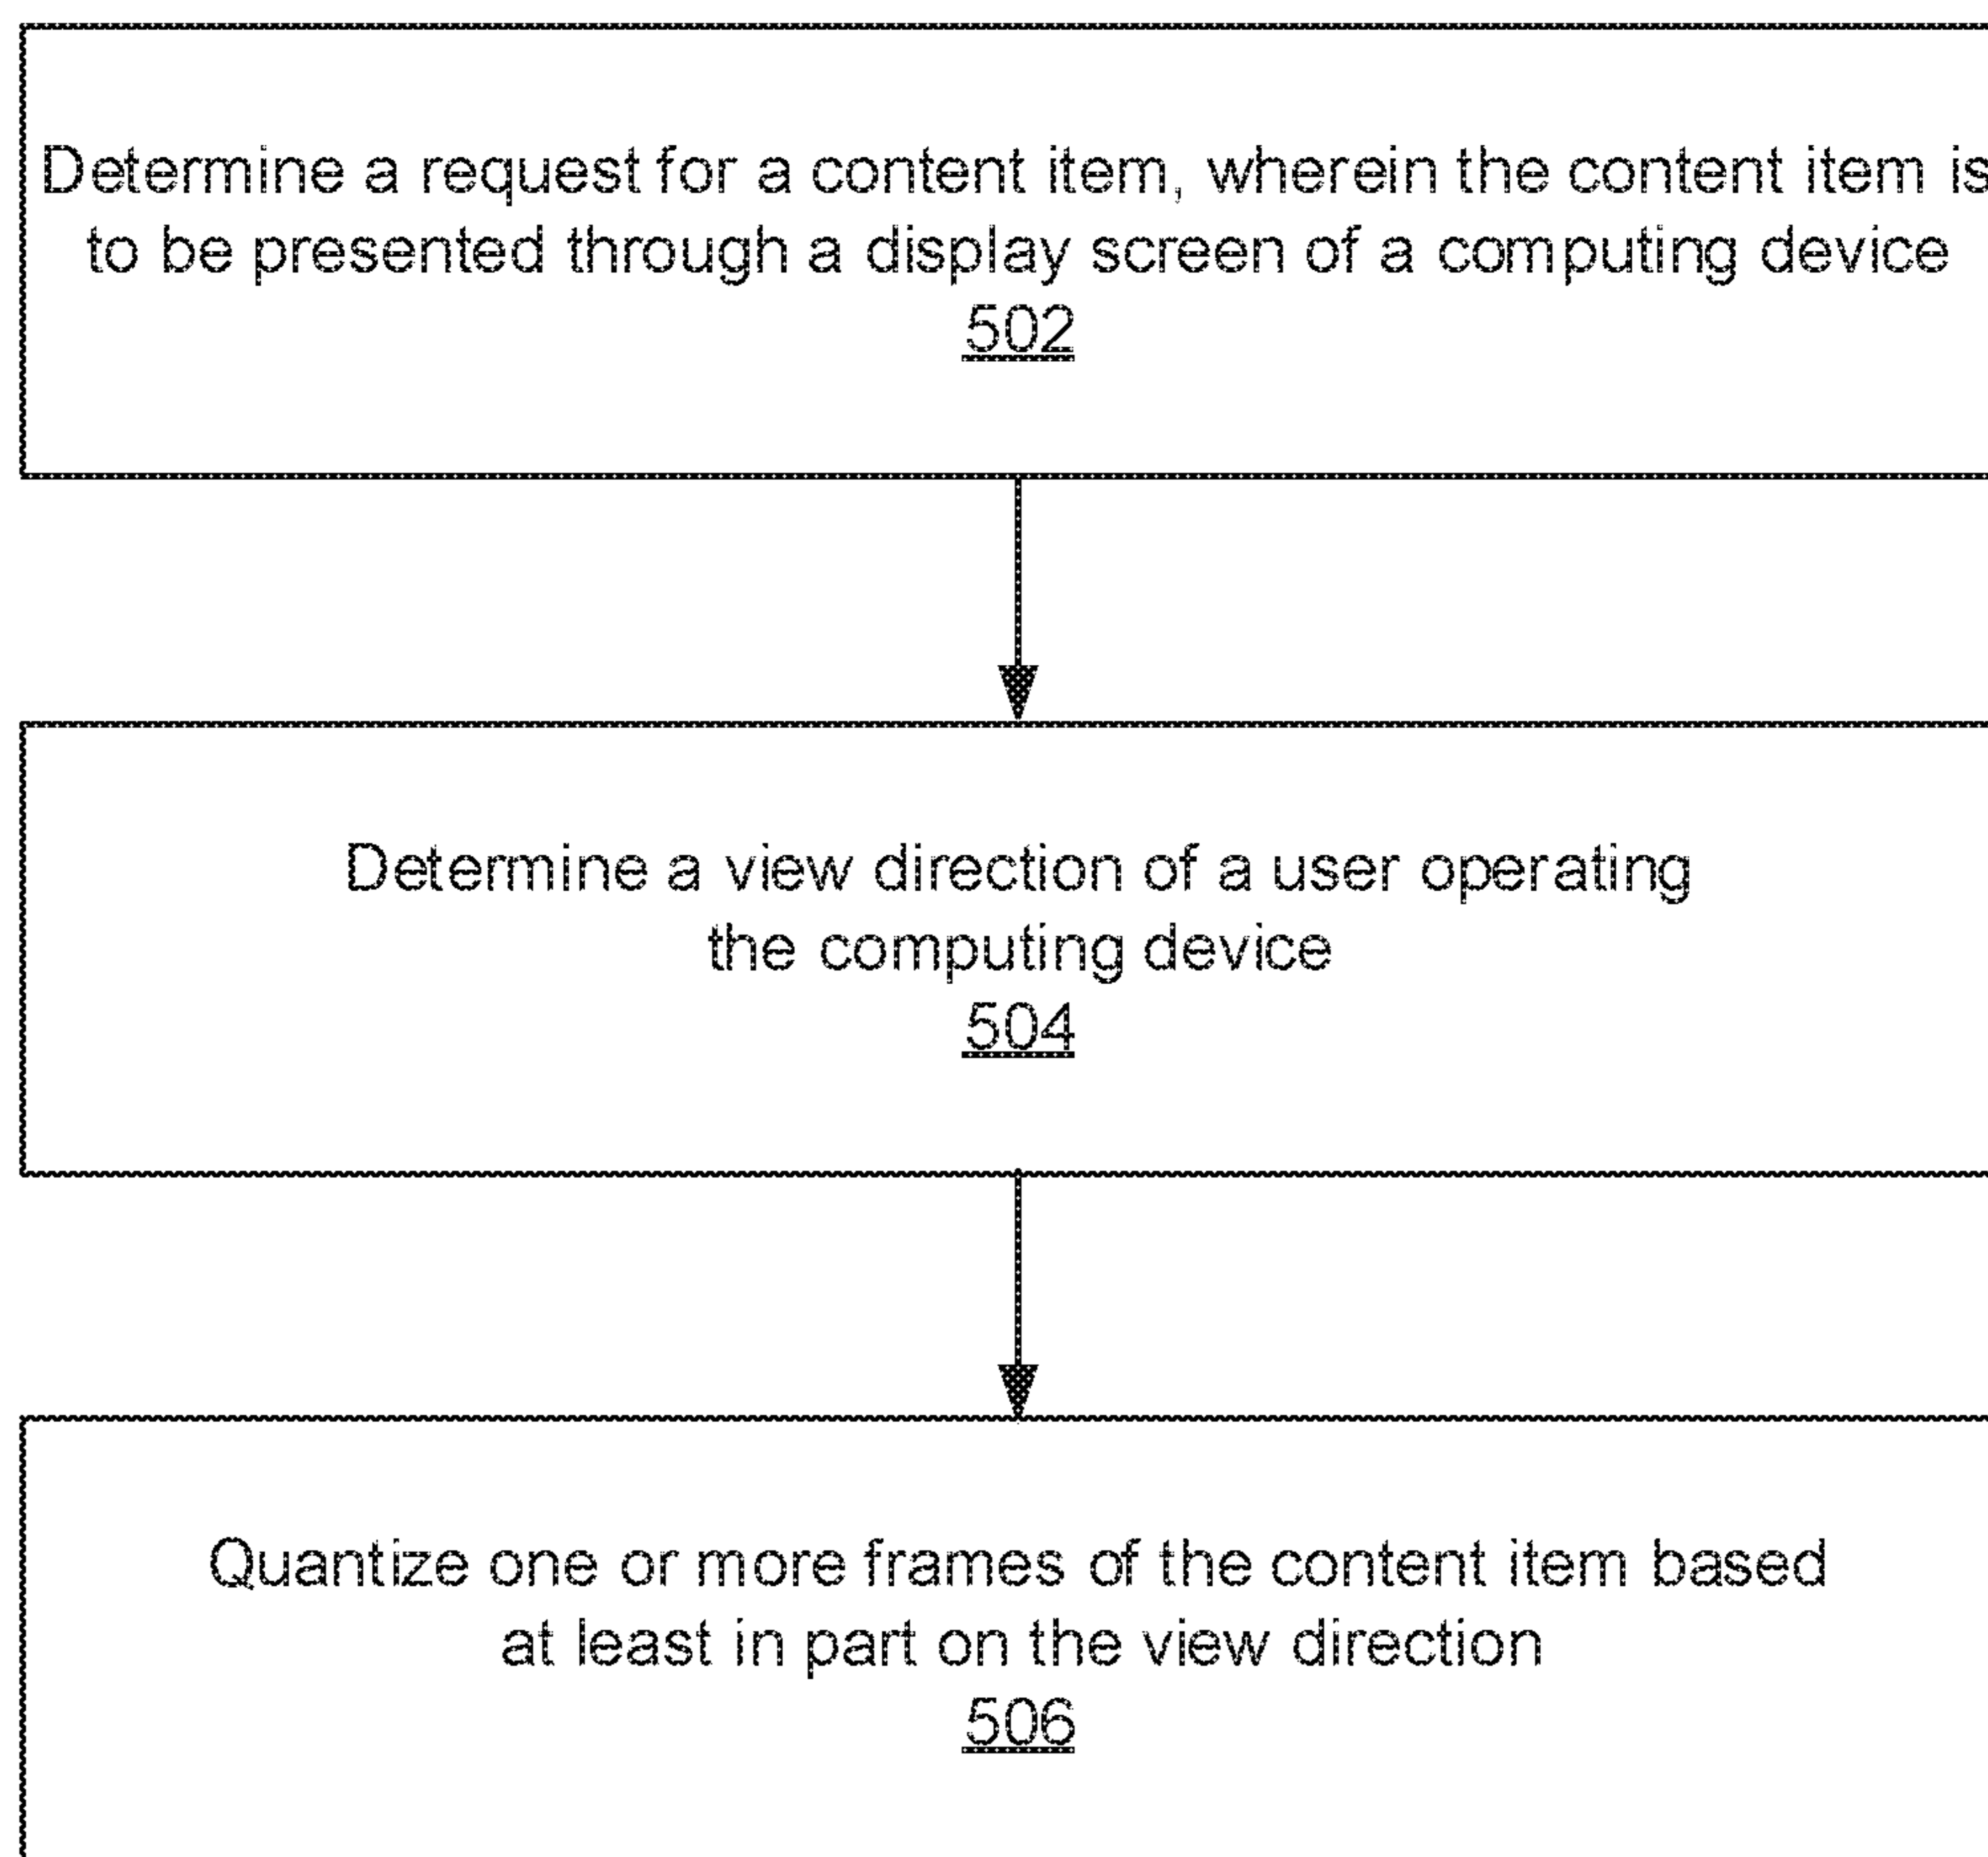 Determine a request for a content item, wherein the content item is
to be presented through a display screen of a computing device
502
Determine a view direction of a user operating
the computing device
504
Quantize one or more frames of the content item based
at least in part on the view direction
506